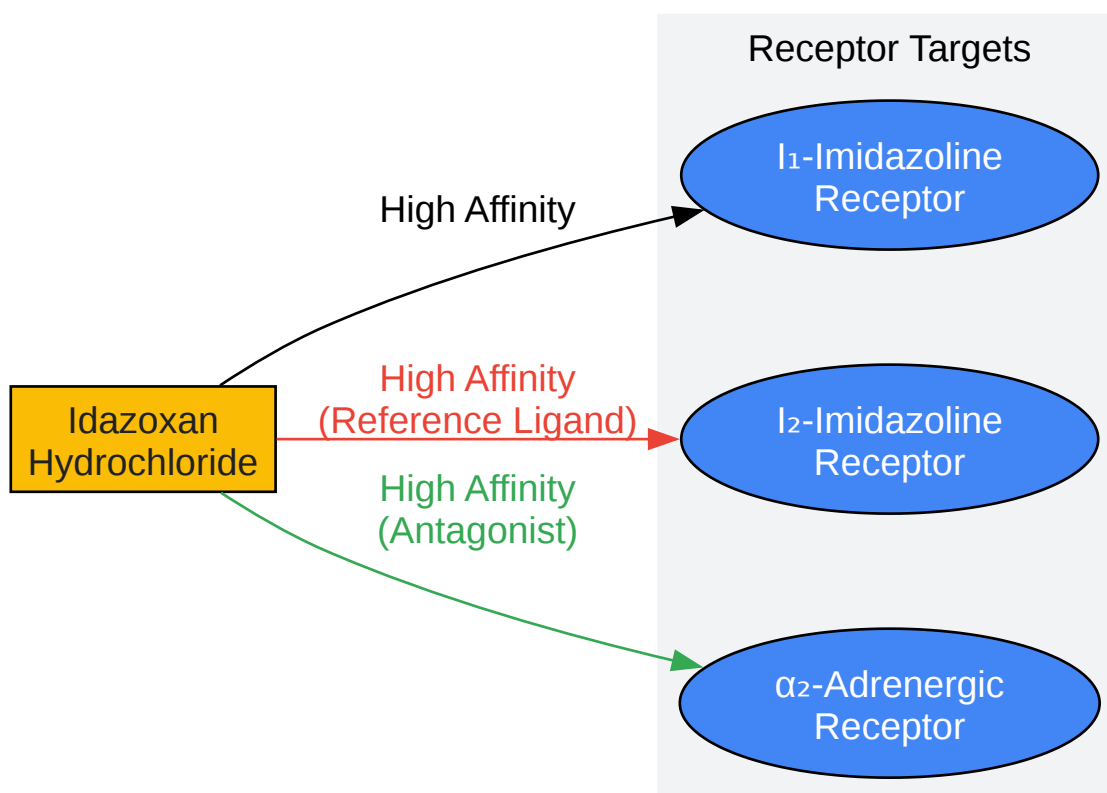 Receptor Targets
I₁-Imidazoline
Receptor
High Affinity
High Affinity
(Reference Ligand)
I₂-Imidazoline
Receptor
Idazoxan
Hydrochloride
High Affinity
(Antagonist)
α₂-Adrenergic
Receptor